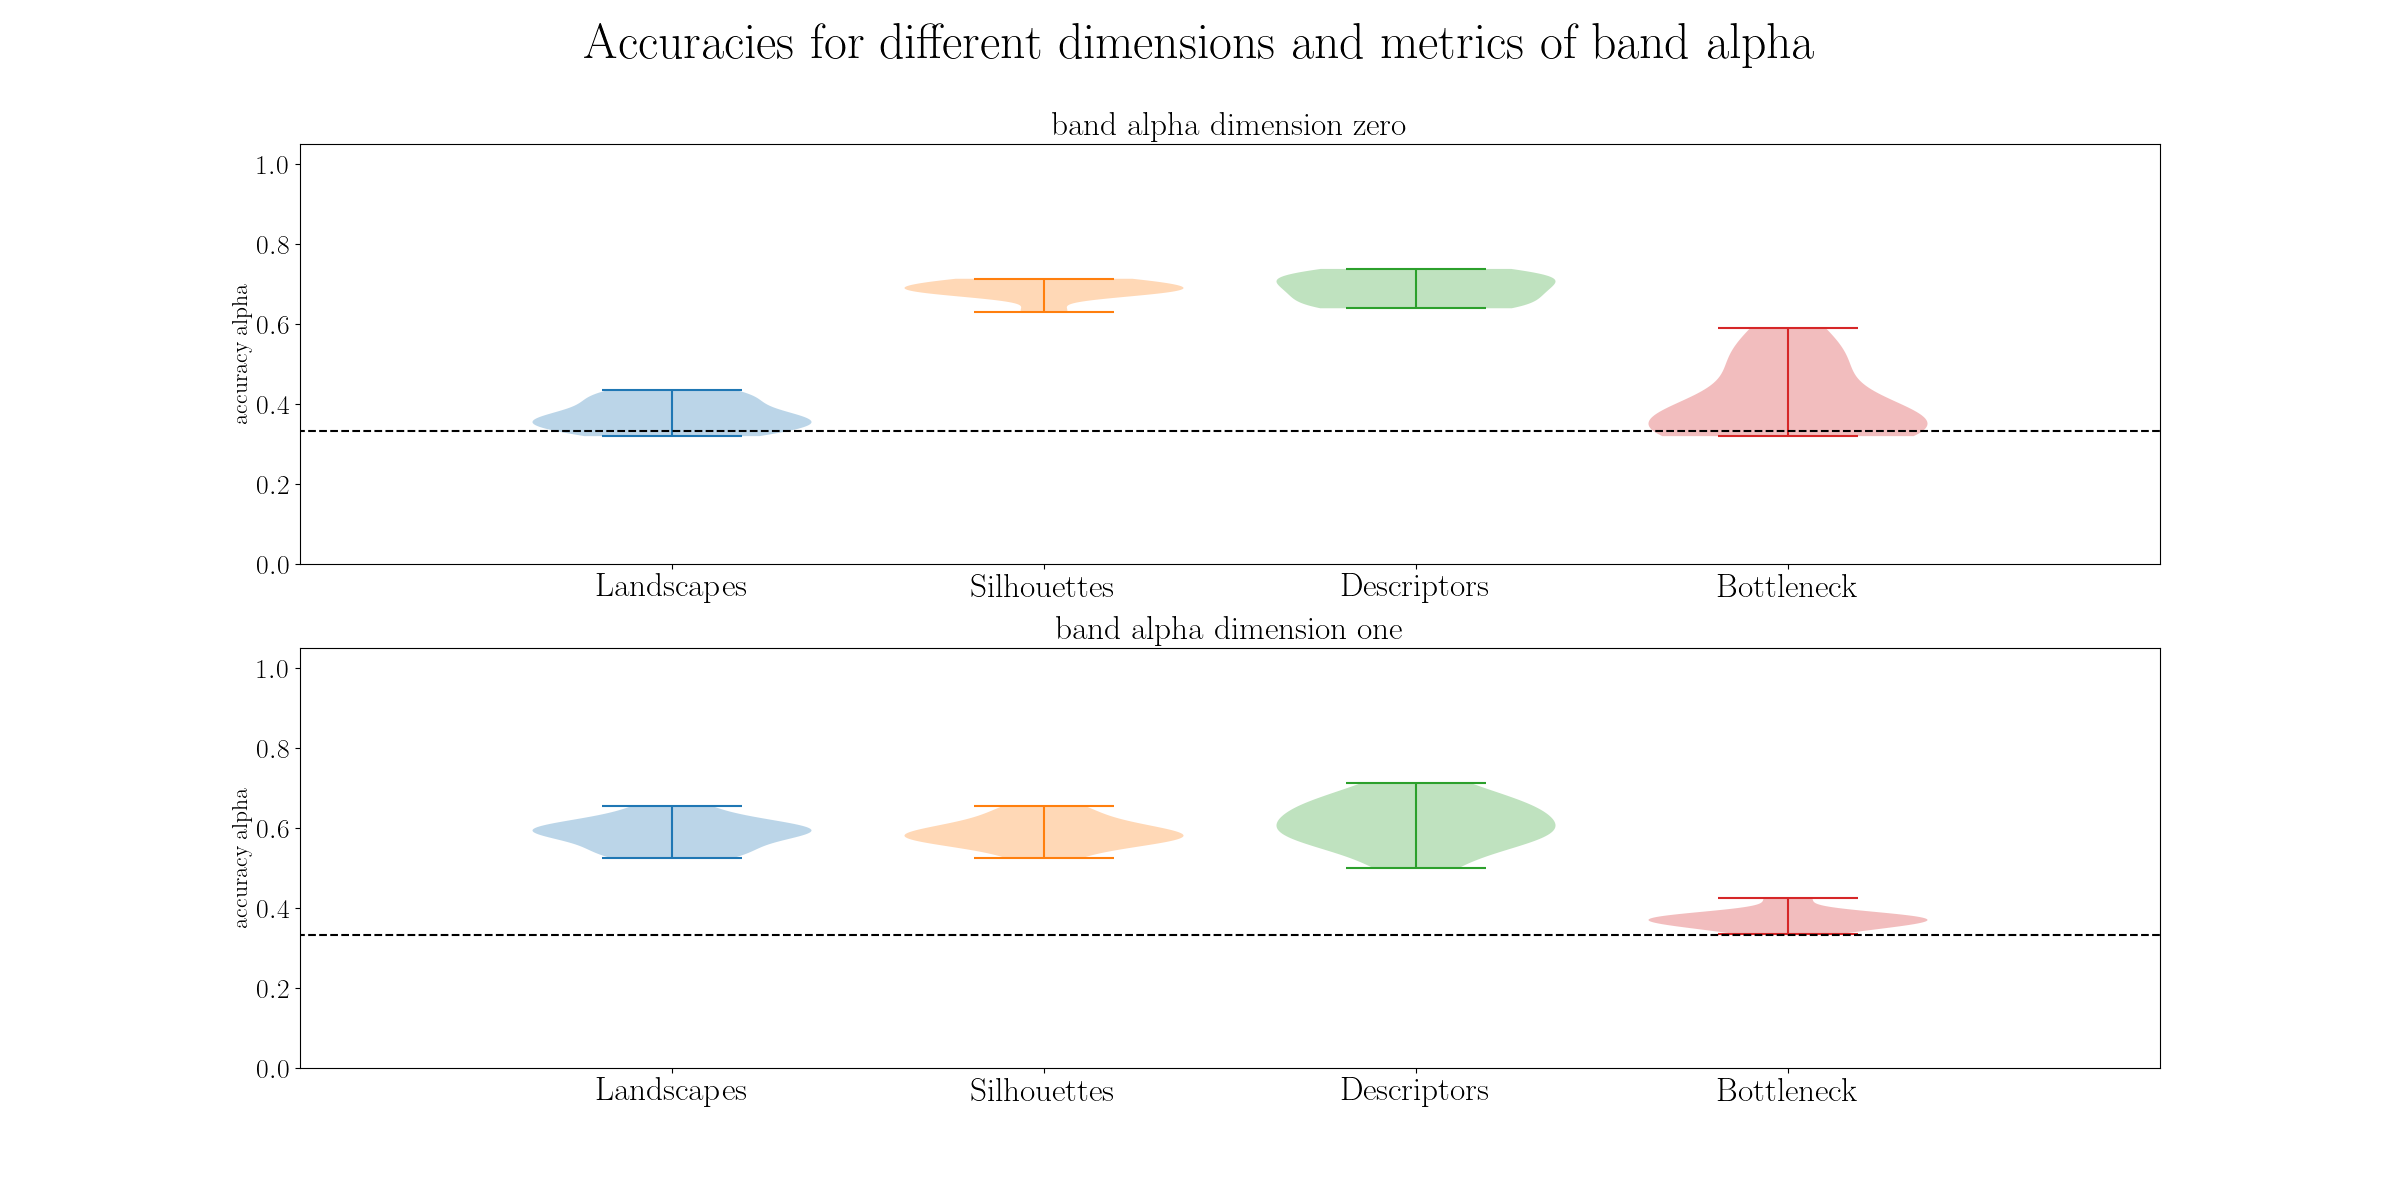 Accuracies for different dimensions and metrics of band alpha
band alpha dimension zero
accuracy alpha
1.0
0.8
0.6
0.4
0.2
0.0
Landscapes Silhouettes Descriptors Bottleneck
band alpha dimension one
accuracy alpha
1.0
0.8
0.6
0.4
0.2
0.0
Landscapes Silhouettes Descriptors Bottleneck